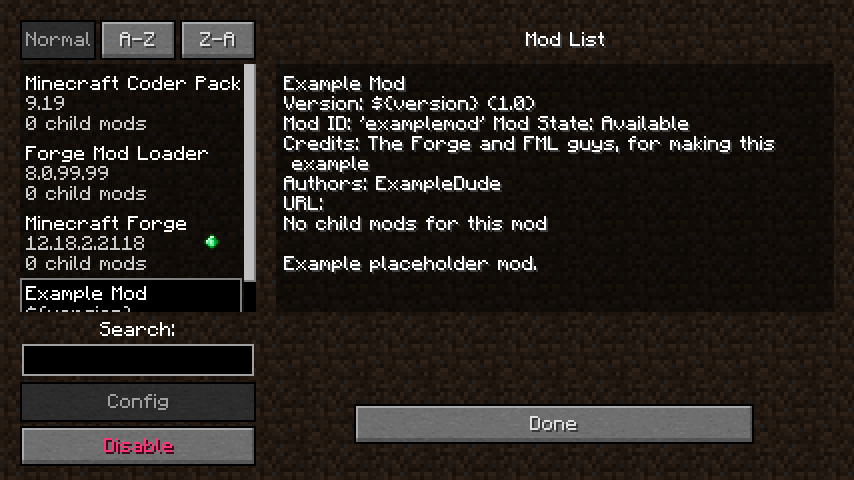 Normal A-Z Z-A
Mod List
Minecraft Coder Pack
9.19
0 child mods
Forge Mod Loader
8.0.99.99
0 child mods
Minecraft Forge
12.18.2.2118
0 child mods
Example Mod
${version}
Search:
Config
Disable
Example Mod
Version: ${version} (1.0)
Mod ID: 'examplemod' Mod State: Available
Credits: The Forge and FML guys, for making this
example
Authors: ExampleDude
URL:
No child mods for this mod
Example placeholder mod.
Done